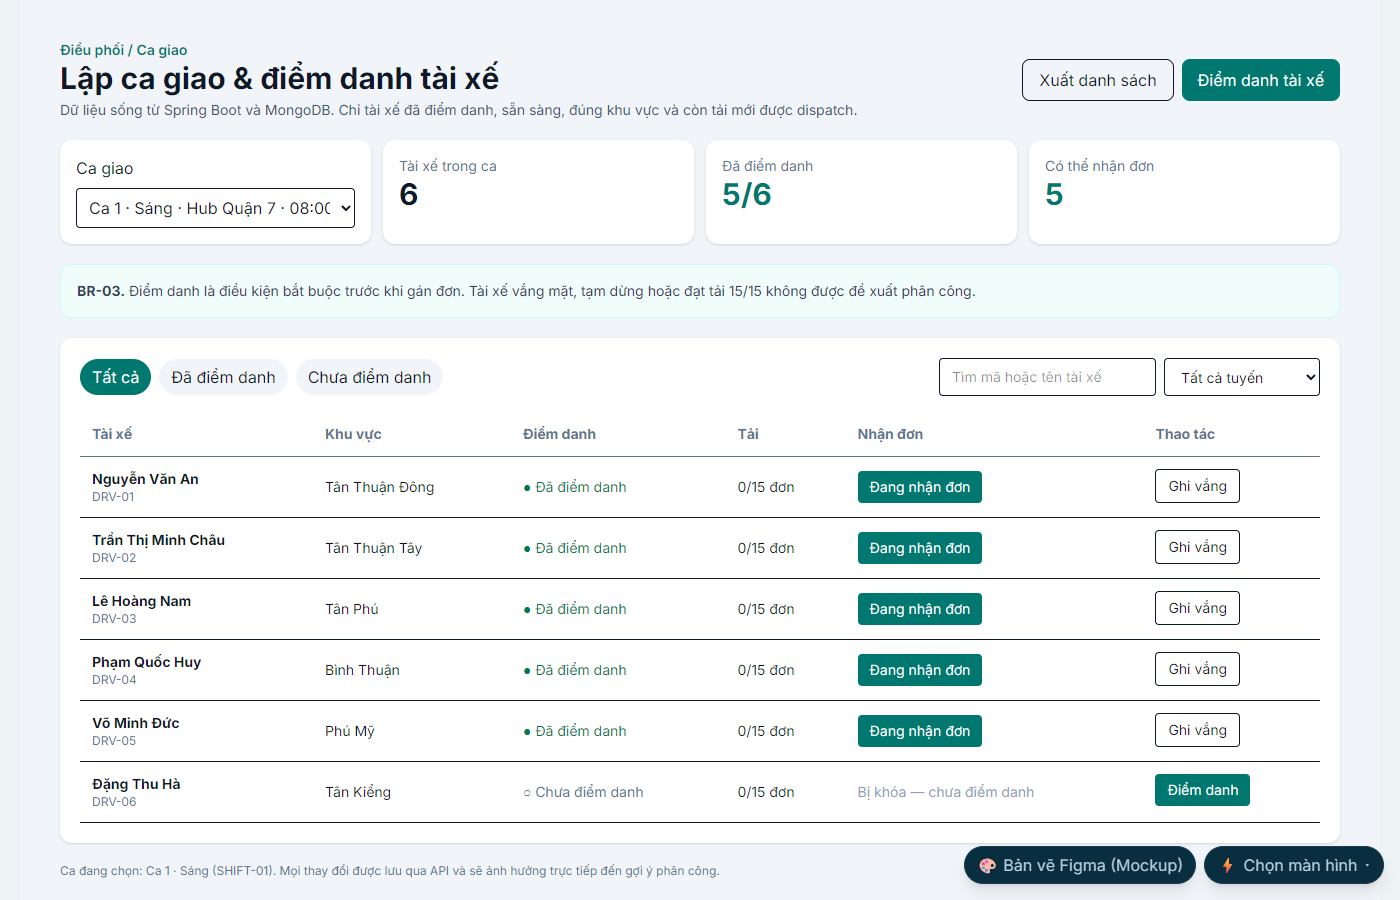 Điều phối / Ca giao
Lập ca giao & điểm danh tài xế
Dữ liệu sống từ Spring Boot và MongoDB. Chỉ tài xế đã điểm danh, sẵn sàng, đúng khu vực và còn tải mới được dispatch.
Xuất danh sách
Điểm danh tài xế
Ca giao
Ca 1 · Sáng · Hub Quận 7 · 08:00
Tài xế trong ca
6
Đã điểm danh
5/6
Có thể nhận đơn
5
BR-03. Điểm danh là điều kiện bắt buộc trước khi gán đơn. Tài xế vắng mặt, tạm dừng hoặc đạt tải 15/15 không được đề xuất phân công.
Tất cả Đã điểm danh Chưa điểm danh
Tìm mã hoặc tên tài xế
Tất cả tuyến
Tài xế Khu vực Điểm danh Tải Nhận đơn Thao tác
Nguyễn Văn An
DRV-01
Tân Thuận Đông ● Đã điểm danh 0/15 đơn Đang nhận đơn Ghi vắng
Trần Thị Minh Châu
DRV-02
Tân Thuận Tây ● Đã điểm danh 0/15 đơn Đang nhận đơn Ghi vắng
Lê Hoàng Nam
DRV-03
Tân Phú ● Đã điểm danh 0/15 đơn Đang nhận đơn Ghi vắng
Phạm Quốc Huy
DRV-04
Bình Thuận ● Đã điểm danh 0/15 đơn Đang nhận đơn Ghi vắng
Võ Minh Đức
DRV-05
Phú Mỹ ● Đã điểm danh 0/15 đơn Đang nhận đơn Ghi vắng
Đặng Thu Hà
DRV-06
Tân Kiểng ○ Chưa điểm danh 0/15 đơn Bị khóa — chưa điểm danh Điểm danh
Ca đang chọn: Ca 1 · Sáng (SHIFT-01). Mọi thay đổi được lưu qua API và sẽ ảnh hưởng trực tiếp đến gợi ý phân công.
Bản vẽ Figma (Mockup)
Chọn màn hình